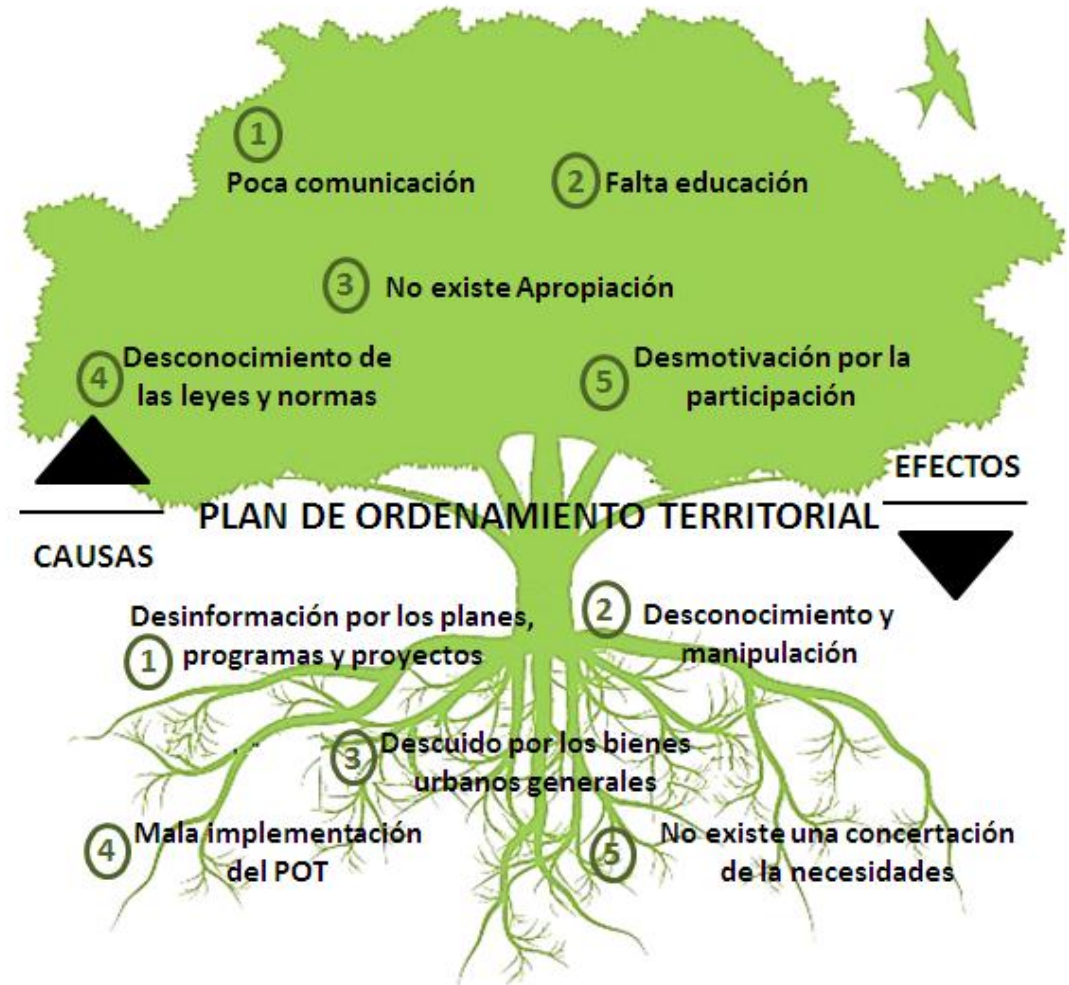 1
Poca comunicación
2 Falta educación
3 No existe Apropiación
4 Desconocimiento de
las leyes y normas
5 Desmotivación por la
participación
EFECTOS
PLAN DE ORDENAMIENTO TERRITORIAL
CAUSAS
1 Desinformación por los planes,
programas y proyectos
2 Desconocimiento y
manipulación
3 Descuido por los bienes
urbanos generales
4 Mala implementación
del POT
5 No existe una concertación
de la necesidades